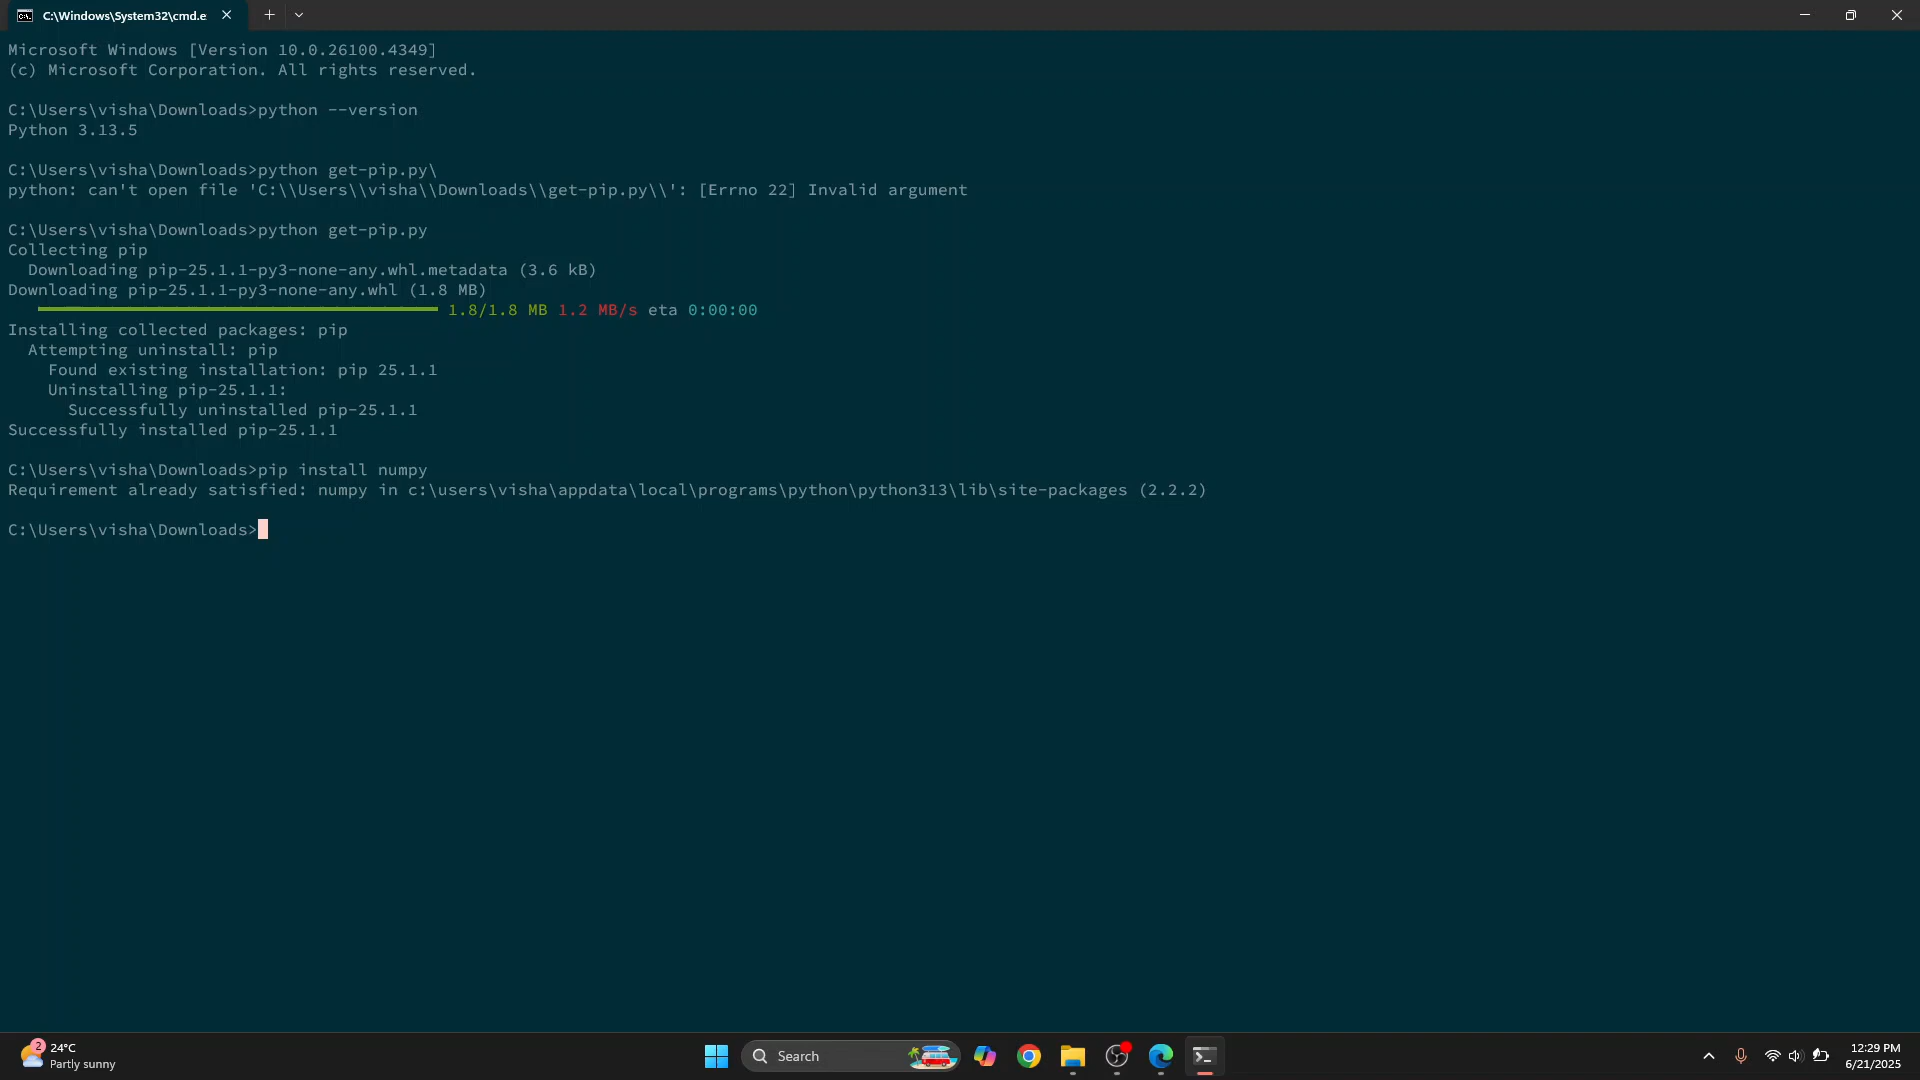 C:\Windows\System32\cmd.e
Microsoft Windows [Version 10.0.26100.4349]
(c) Microsoft Corporation. All rights reserved.
C:\Users\visha\Downloads>python --version
Python 3.13.5
C:\Users\visha\Downloads>python get-pip.py\
python: can't open file 'C:\\Users\\visha\\Downloads\\get-pip.py\\': [Errno 22] Invalid argument
C:\Users\visha\Downloads>python get-pip.py
Collecting pip
  Downloading pip-25.1.1-py3-none-any.whl.metadata (3.6 kB)
Downloading pip-25.1.1-py3-none-any.whl (1.8 MB)
1.8/1.8 MB 1.2 MB/s eta 0:00:00
Installing collected packages: pip
  Attempting uninstall: pip
    Found existing installation: pip 25.1.1
    Uninstalling pip-25.1.1:
      Successfully uninstalled pip-25.1.1
Successfully installed pip-25.1.1
C:\Users\visha\Downloads>pip install numpy
Requirement already satisfied: numpy in c:\users\visha\appdata\local\programs\python\python313\lib\site-packages (2.2.2)
C:\Users\visha\Downloads>
2
24°C
Partly sunny
Search
12:29 PM
6/21/2025